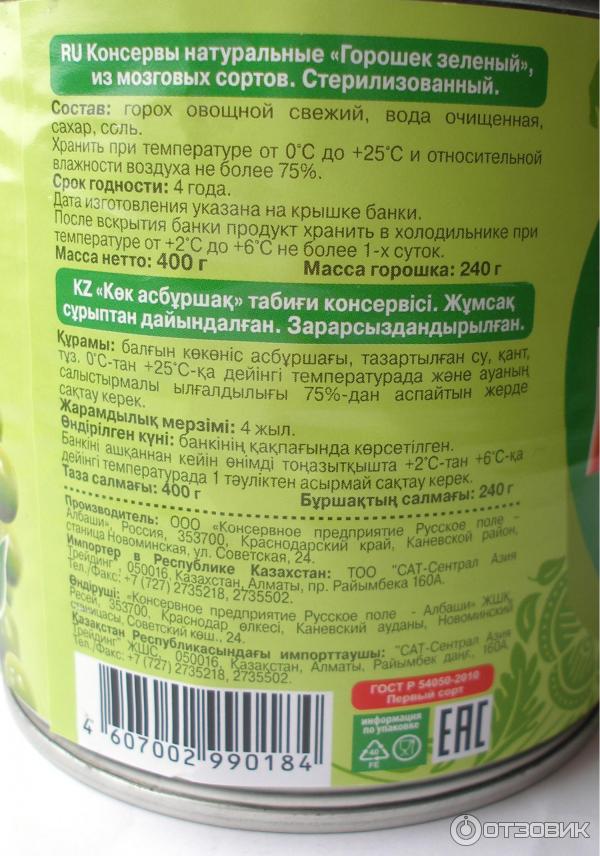 RU Консервы натуральные «Горошек зеленый»,
из мозговых сортов. Стерилизованный.
Состав: горох овощной свежий, вода очищенная,
сахар, соль.
Хранить при температуре от 0°С до +25°С и относительной
влажности воздуха не более 75%.
Срок годности: 4 года.
Дата изготовления указана на крышке банки.
После вскрытия банки продукт хранить в холодильнике при
температуре от +2°С до +6°С не более 1-х суток.
Масса нетто: 400 г Масса горошка: 240 г
KZ «Көк асбұршақ» табиғи консервісі. Жұмсақ
сұрыптан дайындалған. Зарарсыздандырылған.
Құрамы: балғын көкөніс асбұршағы, тазартылған су, қант,
тұз. 0°С-тан +25°С-қа дейінгі температурада және ауаның
салыстырмалы ылғалдылығы 75%-дан аспайтын жерде
сақтау керек.
Жарамдылық мерзімі: 4 жыл.
Өндірілген күні: банкінің қақпағында көрсетілген.
Банкіні ашқаннан кейін өнімді тоңазытқышта +2°С-тан +6°С-қа
дейінгі температурада 1 тәуліктен асырмай сақтау керек.
Таза салмағы: 400 г Бұршақтың салмағы: 240 г
Производитель: ООО «Консервное предприятие Русское поле -
Албаши», Россия, 353700, Краснодарский край, Каневской район,
станица Новоминская, ул. Советская, 24.
Импортер в Республике Казахстан: ТОО "САТ-Сентрал Азия
Трейдинг", 050016, Казахстан, Алматы, пр. Райымбека 160А.
Тел./Факс: +7 (727) 2735218, 2735502.
Өндіруші: «Консервное предприятие Русское поле - Албаши» ЖШҚ,
Ресей, 353700, Краснодар өлкесі, Каневский ауданы, Новоминский
станицасы, Советский көш., 24.
Қазақстан Республикасындағы импорттаушы: "САТ-Сентрал Азия
Трейдинг" ЖШС, 050016, Казахстан, Алматы, Райымбек даңғ., 160А
Тел./Факс: +7 (727) 2735218, 2735502.
4 607002 990184
ГОСТ Р 54050-2010
Первый сорт
информация
по упаковке
40
FE
EAC
ОТЗОВИК